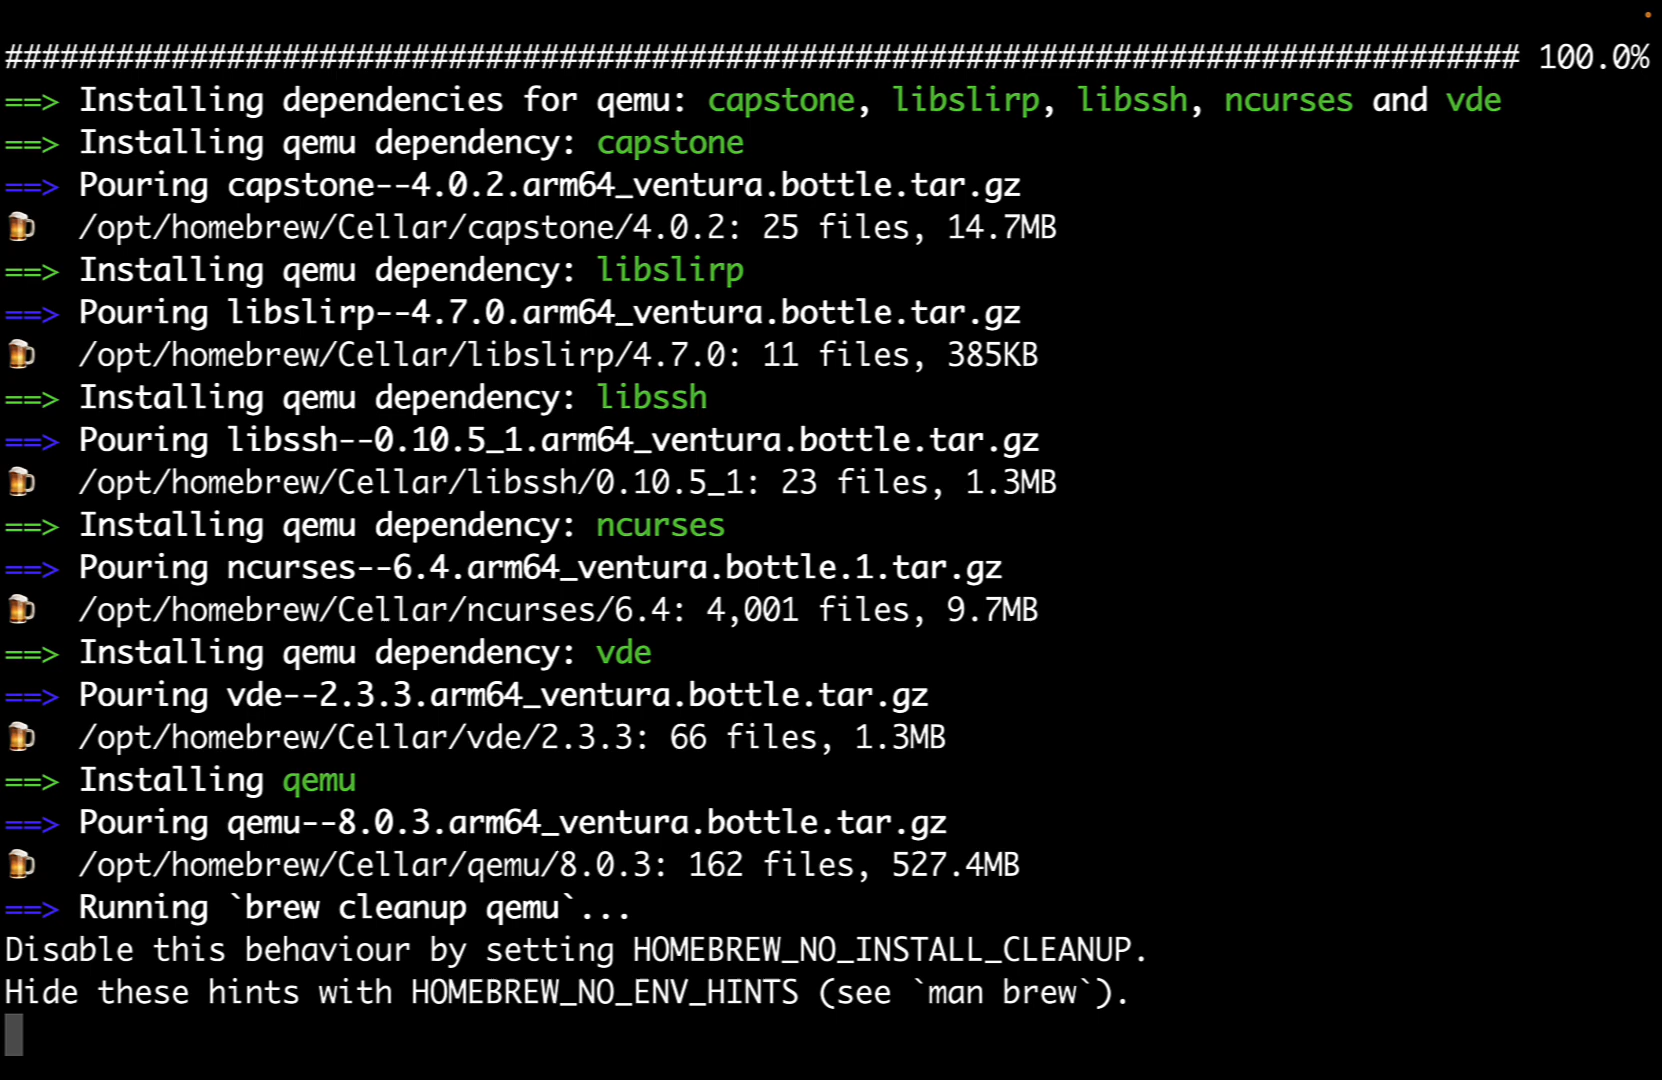 ################################################################################## 100.0%
==> Installing dependencies for qemu: capstone, libslirp, libssh, ncurses and vde
==> Installing qemu dependency: capstone
==> Pouring capstone--4.0.2.arm64_ventura.bottle.tar.gz
🍺  /opt/homebrew/Cellar/capstone/4.0.2: 25 files, 14.7MB
==> Installing qemu dependency: libslirp
==> Pouring libslirp--4.7.0.arm64_ventura.bottle.tar.gz
🍺  /opt/homebrew/Cellar/libslirp/4.7.0: 11 files, 385KB
==> Installing qemu dependency: libssh
==> Pouring libssh--0.10.5_1.arm64_ventura.bottle.tar.gz
🍺  /opt/homebrew/Cellar/libssh/0.10.5_1: 23 files, 1.3MB
==> Installing qemu dependency: ncurses
==> Pouring ncurses--6.4.arm64_ventura.bottle.1.tar.gz
🍺  /opt/homebrew/Cellar/ncurses/6.4: 4,001 files, 9.7MB
==> Installing qemu dependency: vde
==> Pouring vde--2.3.3.arm64_ventura.bottle.tar.gz
🍺  /opt/homebrew/Cellar/vde/2.3.3: 66 files, 1.3MB
==> Installing qemu
==> Pouring qemu--8.0.3.arm64_ventura.bottle.tar.gz
🍺  /opt/homebrew/Cellar/qemu/8.0.3: 162 files, 527.4MB
==> Running `brew cleanup qemu`...
Disable this behaviour by setting HOMEBREW_NO_INSTALL_CLEANUP.
Hide these hints with HOMEBREW_NO_ENV_HINTS (see `man brew`).